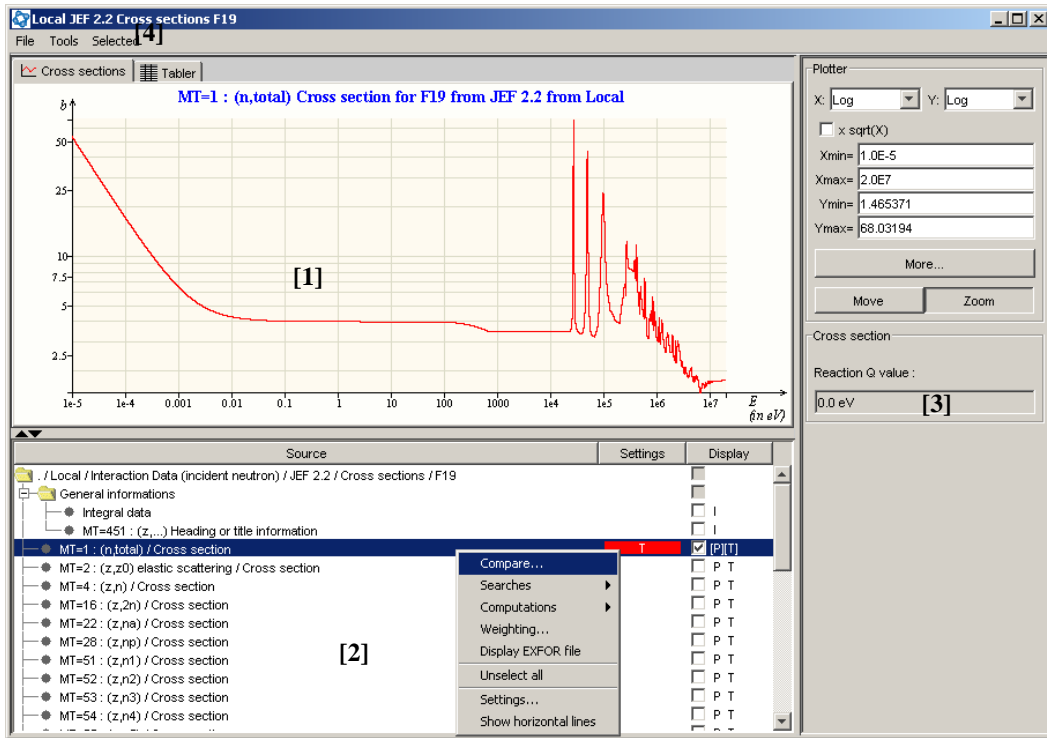 Local JEF 2.2 Cross sections F19
File Tools Selected [4]
Cross sections Tabler
MT=1 : (n,total) Cross section for F19 from JEF 2.2 from Local
b
50
25
10
7.5
5
2.5
[1]
1e-5 1e-4 0.001 0.01 0.1 1 10 100 1000 1e4 1e5 1e6 1e7 E
(in eV)
Plotter
X: Log Y: Log
x sqrt(X)
Xmin= 1.0E-5
Xmax= 2.0E7
Ymin= 1.465371
Ymax= 68.03194
More...
Move Zoom
Cross section
Reaction Q value :
0.0 eV [3]
Source Settings Display
. / Local / Interaction Data (incident neutron) / JEF 2.2 / Cross sections / F19
General informations
Integral data I
MT=451 : (z,...) Heading or title information I
MT=1 : (n,total) / Cross section T [P][T]
MT=2 : (z,z0) elastic scattering / Cross section P T
MT=4 : (z,n) / Cross section P T
MT=16 : (z,2n) / Cross section P T
MT=22 : (z,na) / Cross section P T
MT=28 : (z,np) / Cross section P T
MT=51 : (z,n1) / Cross section P T
MT=52 : (z,n2) / Cross section P T
MT=53 : (z,n3) / Cross section P T
MT=54 : (z,n4) / Cross section P T
[2]
Compare...
Searches
Computations
Weighting...
Display EXFOR file
Unselect all
Settings...
Show horizontal lines